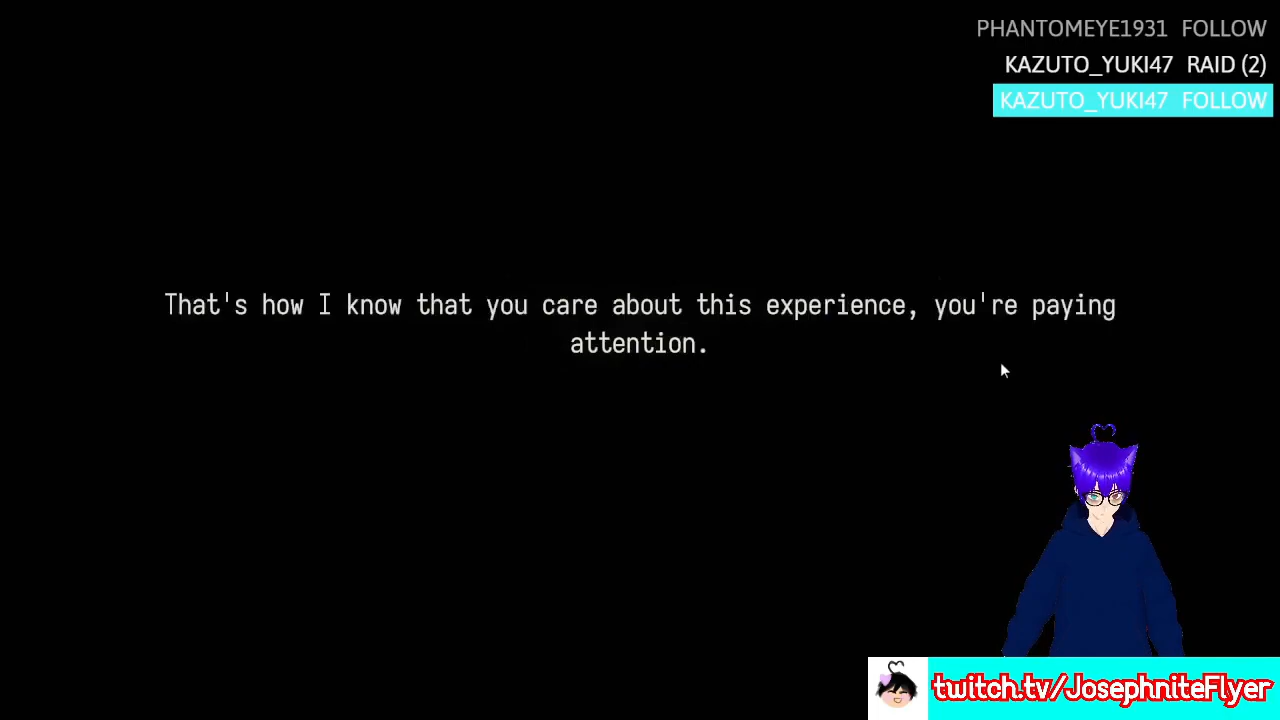 PHANTOMEYE1931 FOLLOW
KAZUTO_YUKI47 RAID (2)
KAZUTO_YUKI47 FOLLOW
That's how I know that you care about this experience, you're paying
attention.
twitch.tv/JosephniteFlyer